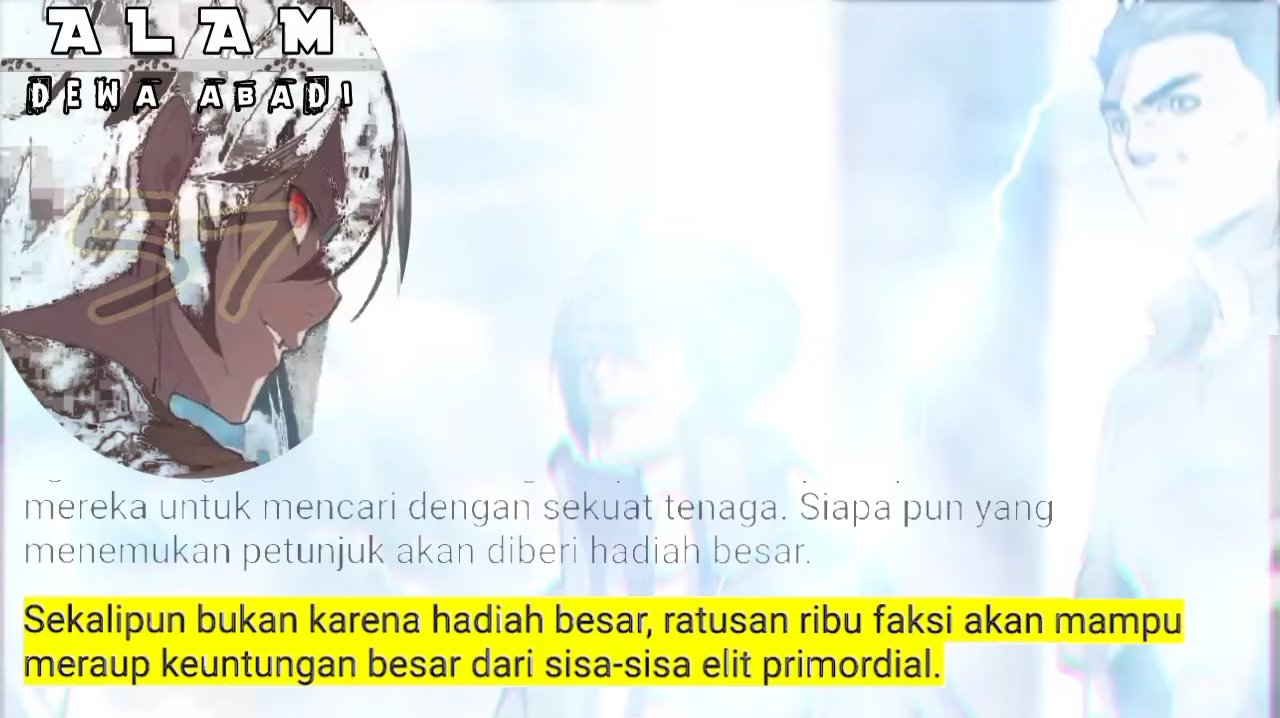 ALAM
DEWA ABADI
57
mereka untuk mencari dengan sekuat tenaga. Siapa pun yang
menemukan petunjuk akan diberi hadiah besar.
Sekalipun bukan karena hadiah besar, ratusan ribu faksi akan mampu
meraup keuntungan besar dari sisa-sisa elit primordial.